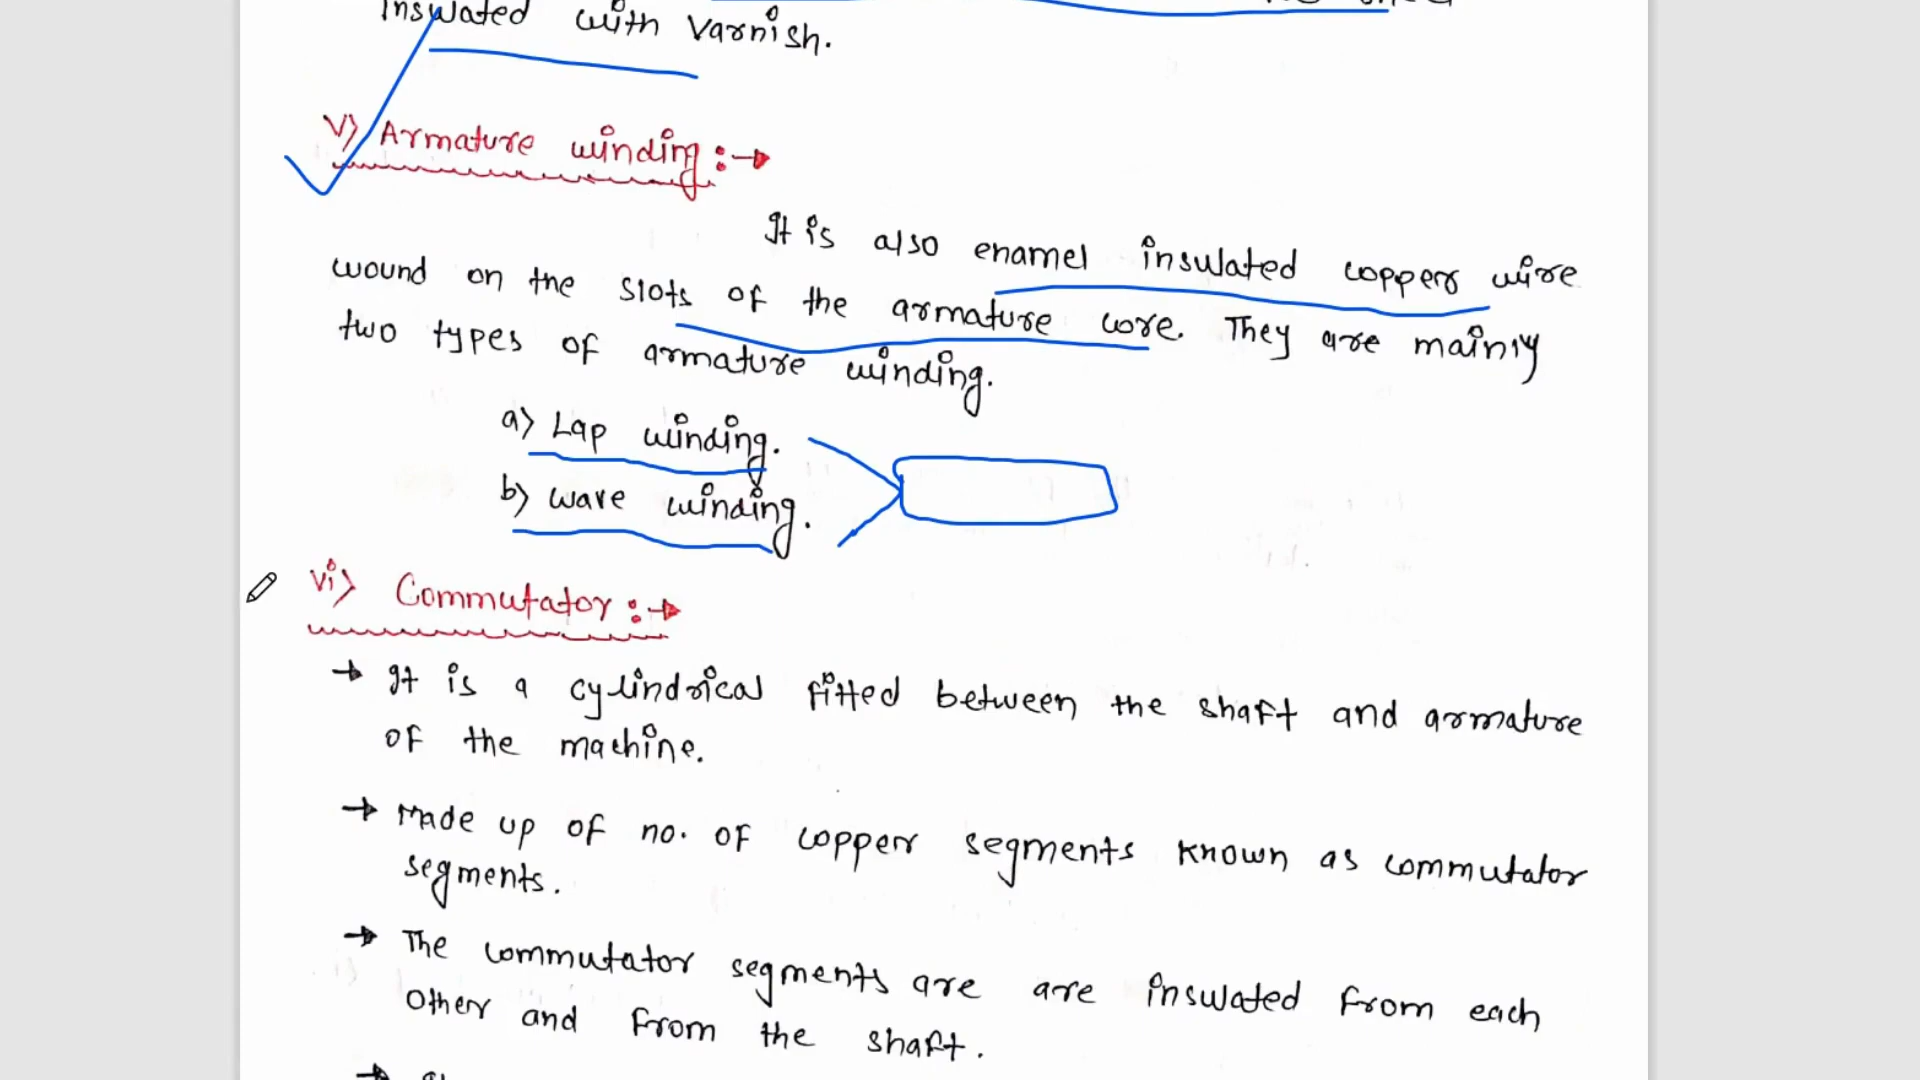 insulated with varnish.
v) Armature winding :→
It is also enamel insulated copper wire
wound on the slots of the armature core. They are mainly
two types of armature winding.
a) Lap winding.
b) wave winding.
vi) Commutator :→
→ It is a cylindrical fitted between the shaft and armature
of the machine.
→ Made up of no. of copper segments known as commutator
segments.
→ The commutator segments are are insulated from each
other and from the shaft.
→